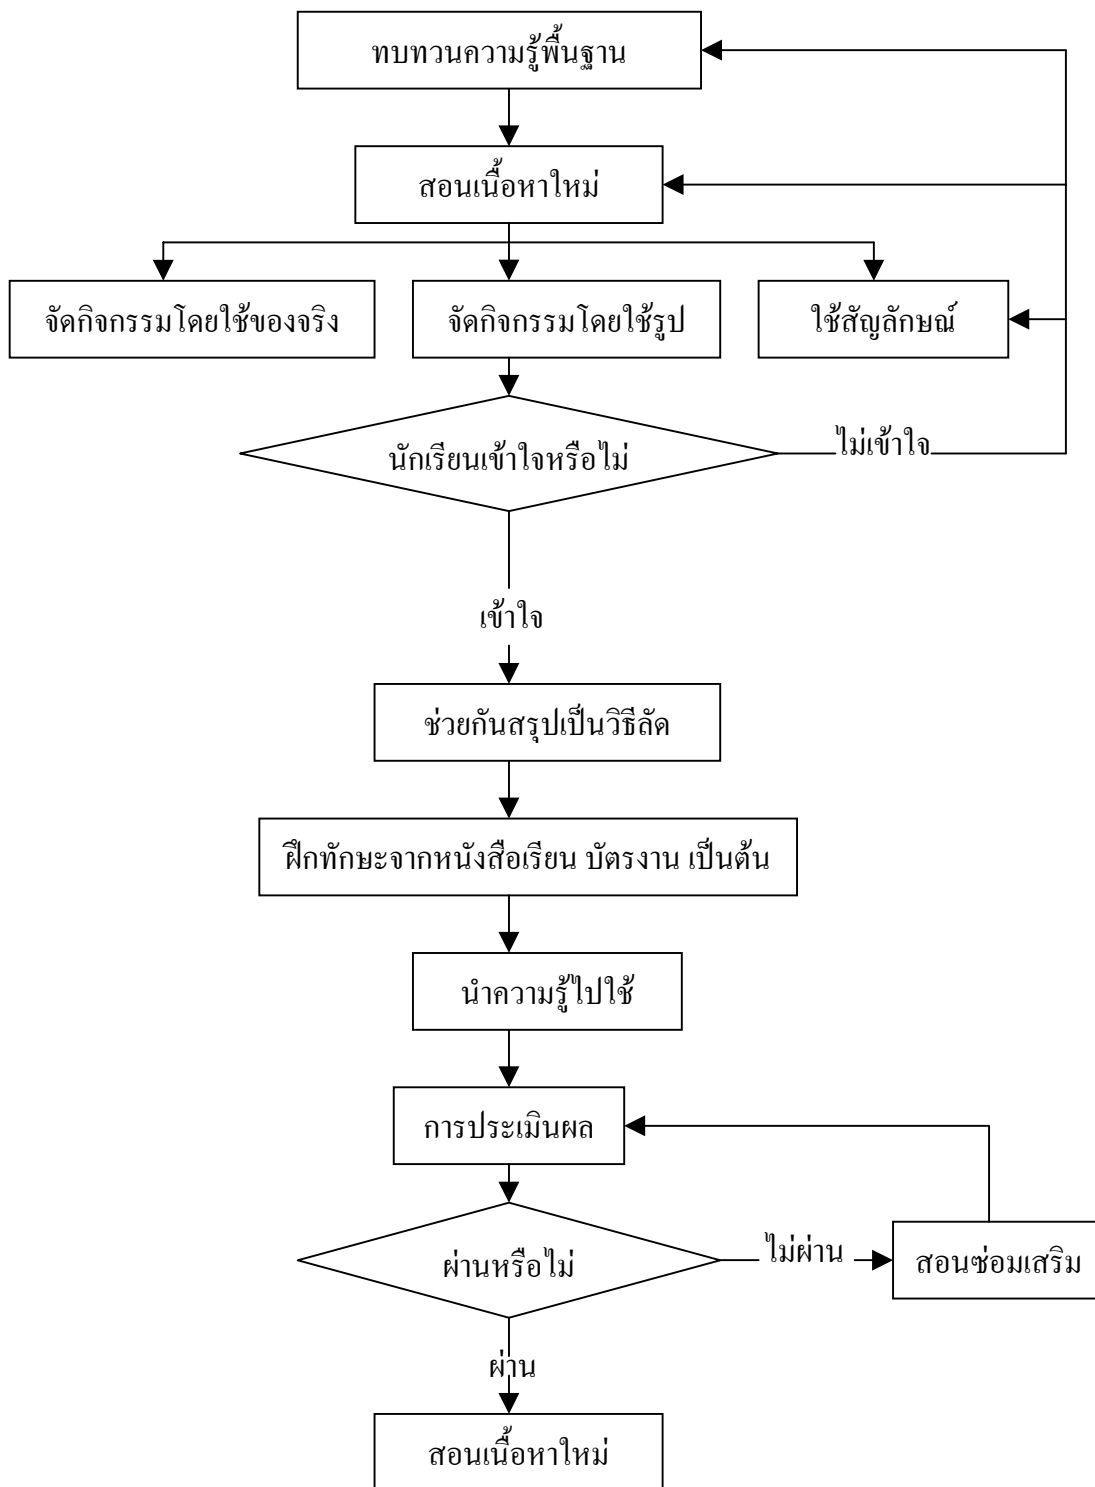 ทบทวนความรู้พื้นฐาน
สอนเนื้อหาใหม่
จัดกิจกรรมโดยใช้ของจริง
จัดกิจกรรมโดยใช้รูป
ใช้สัญลักษณ์
นักเรียนเข้าใจหรือไม่
ไม่เข้าใจ
เข้าใจ
ช่วยกันสรุปเป็นวิธีลัด
ฝึกทักษะจากหนังสือเรียน บัตรงาน เป็นต้น
นำความรู้ไปใช้
การประเมินผล
ผ่านหรือไม่
ไม่ผ่าน
สอนซ่อมเสริม
ผ่าน
สอนเนื้อหาใหม่